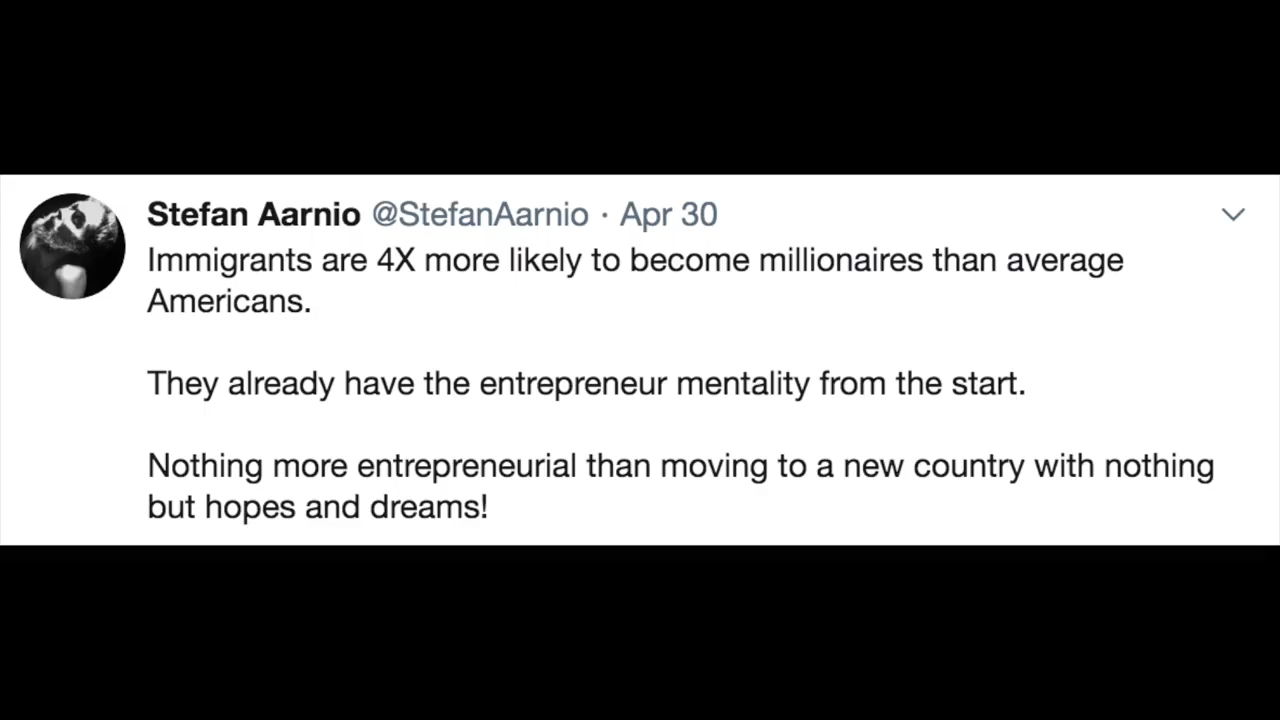 Stefan Aarnio @StefanAarnio · Apr 30
Immigrants are 4X more likely to become millionaires than average
Americans.
They already have the entrepreneur mentality from the start.
Nothing more entrepreneurial than moving to a new country with nothing
but hopes and dreams!